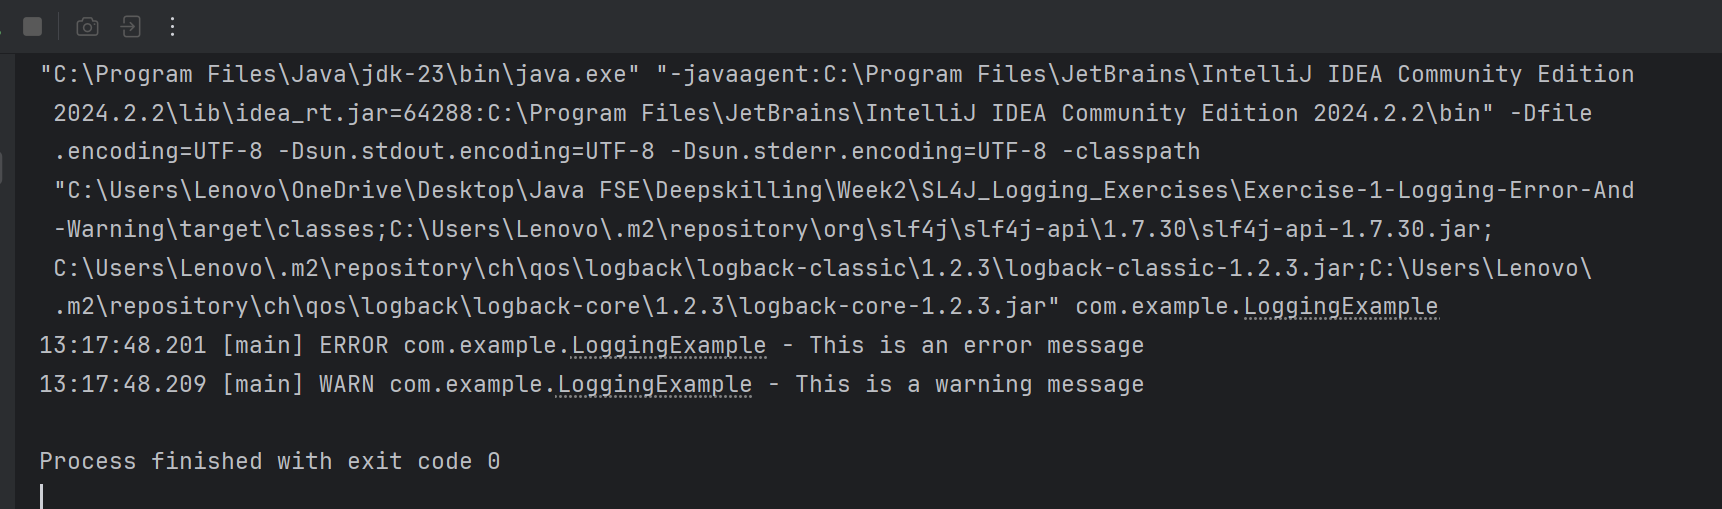 "C:\Program Files\Java\jdk-23\bin\java.exe" "-javaagent:C:\Program Files\JetBrains\IntelliJ IDEA Community Edition
2024.2.2\lib\idea_rt.jar=64288:C:\Program Files\JetBrains\IntelliJ IDEA Community Edition 2024.2.2\bin" -Dfile
.encoding=UTF-8 -Dsun.stdout.encoding=UTF-8 -Dsun.stderr.encoding=UTF-8 -classpath
"C:\Users\Lenovo\OneDrive\Desktop\Java FSE\Deepskilling\Week2\SL4J_Logging_Exercises\Exercise-1-Logging-Error-And
-Warning\target\classes;C:\Users\Lenovo\.m2\repository\org\slf4j\slf4j-api\1.7.30\slf4j-api-1.7.30.jar;
C:\Users\Lenovo\.m2\repository\ch\qos\logback\logback-classic\1.2.3\logback-classic-1.2.3.jar;C:\Users\Lenovo\
.m2\repository\ch\qos\logback\logback-core\1.2.3\logback-core-1.2.3.jar" com.example.LoggingExample
13:17:48.201 [main] ERROR com.example.LoggingExample - This is an error message
13:17:48.209 [main] WARN com.example.LoggingExample - This is a warning message
Process finished with exit code 0